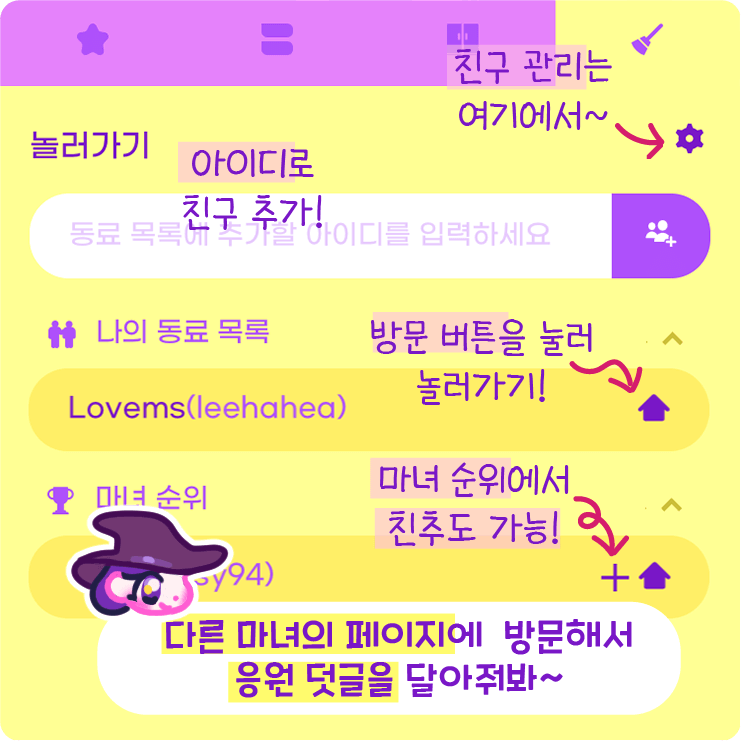 친구 관리는
여기에서~
놀러가기
아이디로
친구 추가!
동료 목록에 추가할 아이디를 입력하세요
나의 동료 목록
방문 버튼을 눌러
놀러가기!
Lovems(leehahea)
마녀 순위
마녀 순위에서
친추도 가능!
sy94)
다른 마녀의 페이지에 방문해서
응원 덧글을 달아줘봐~